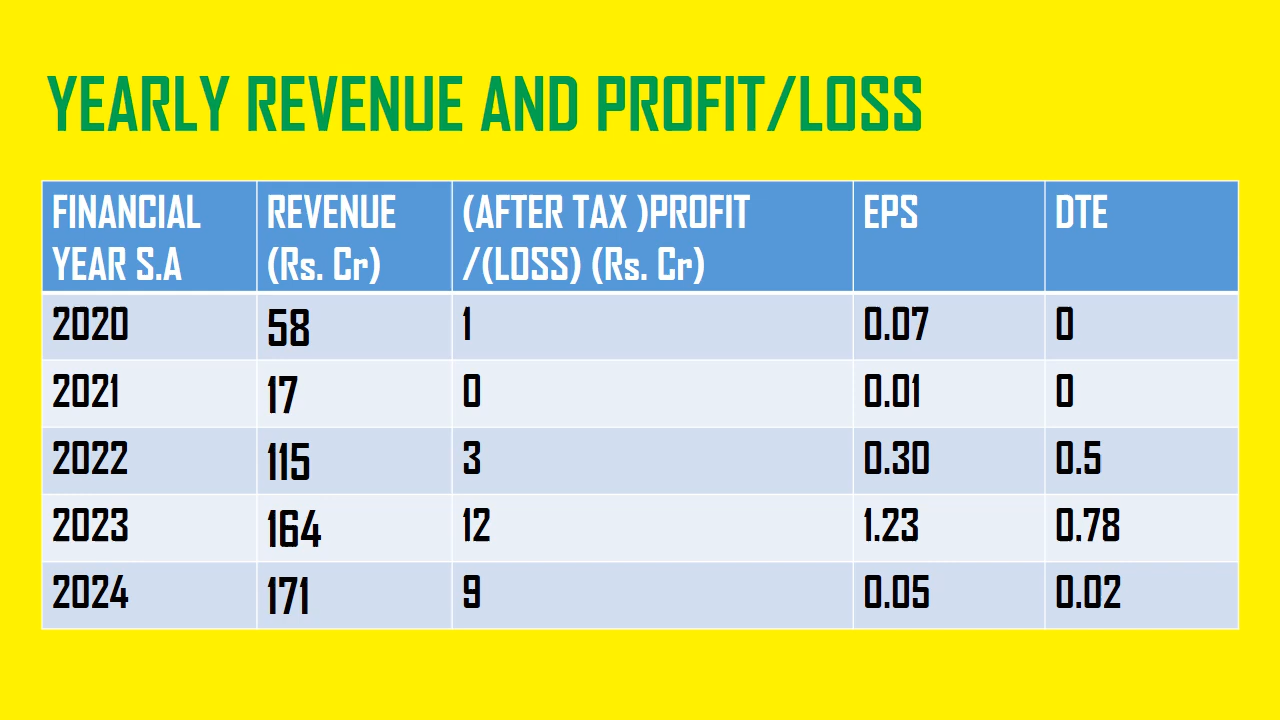 YEARLY REVENUE AND PROFIT/LOSS
FINANCIAL YEAR S.A REVENUE (Rs. Cr) (AFTER TAX )PROFIT /(LOSS) (Rs. Cr) EPS DTE
2020 58 1 0.07 0
2021 17 0 0.01 0
2022 115 3 0.30 0.5
2023 164 12 1.23 0.78
2024 171 9 0.05 0.02